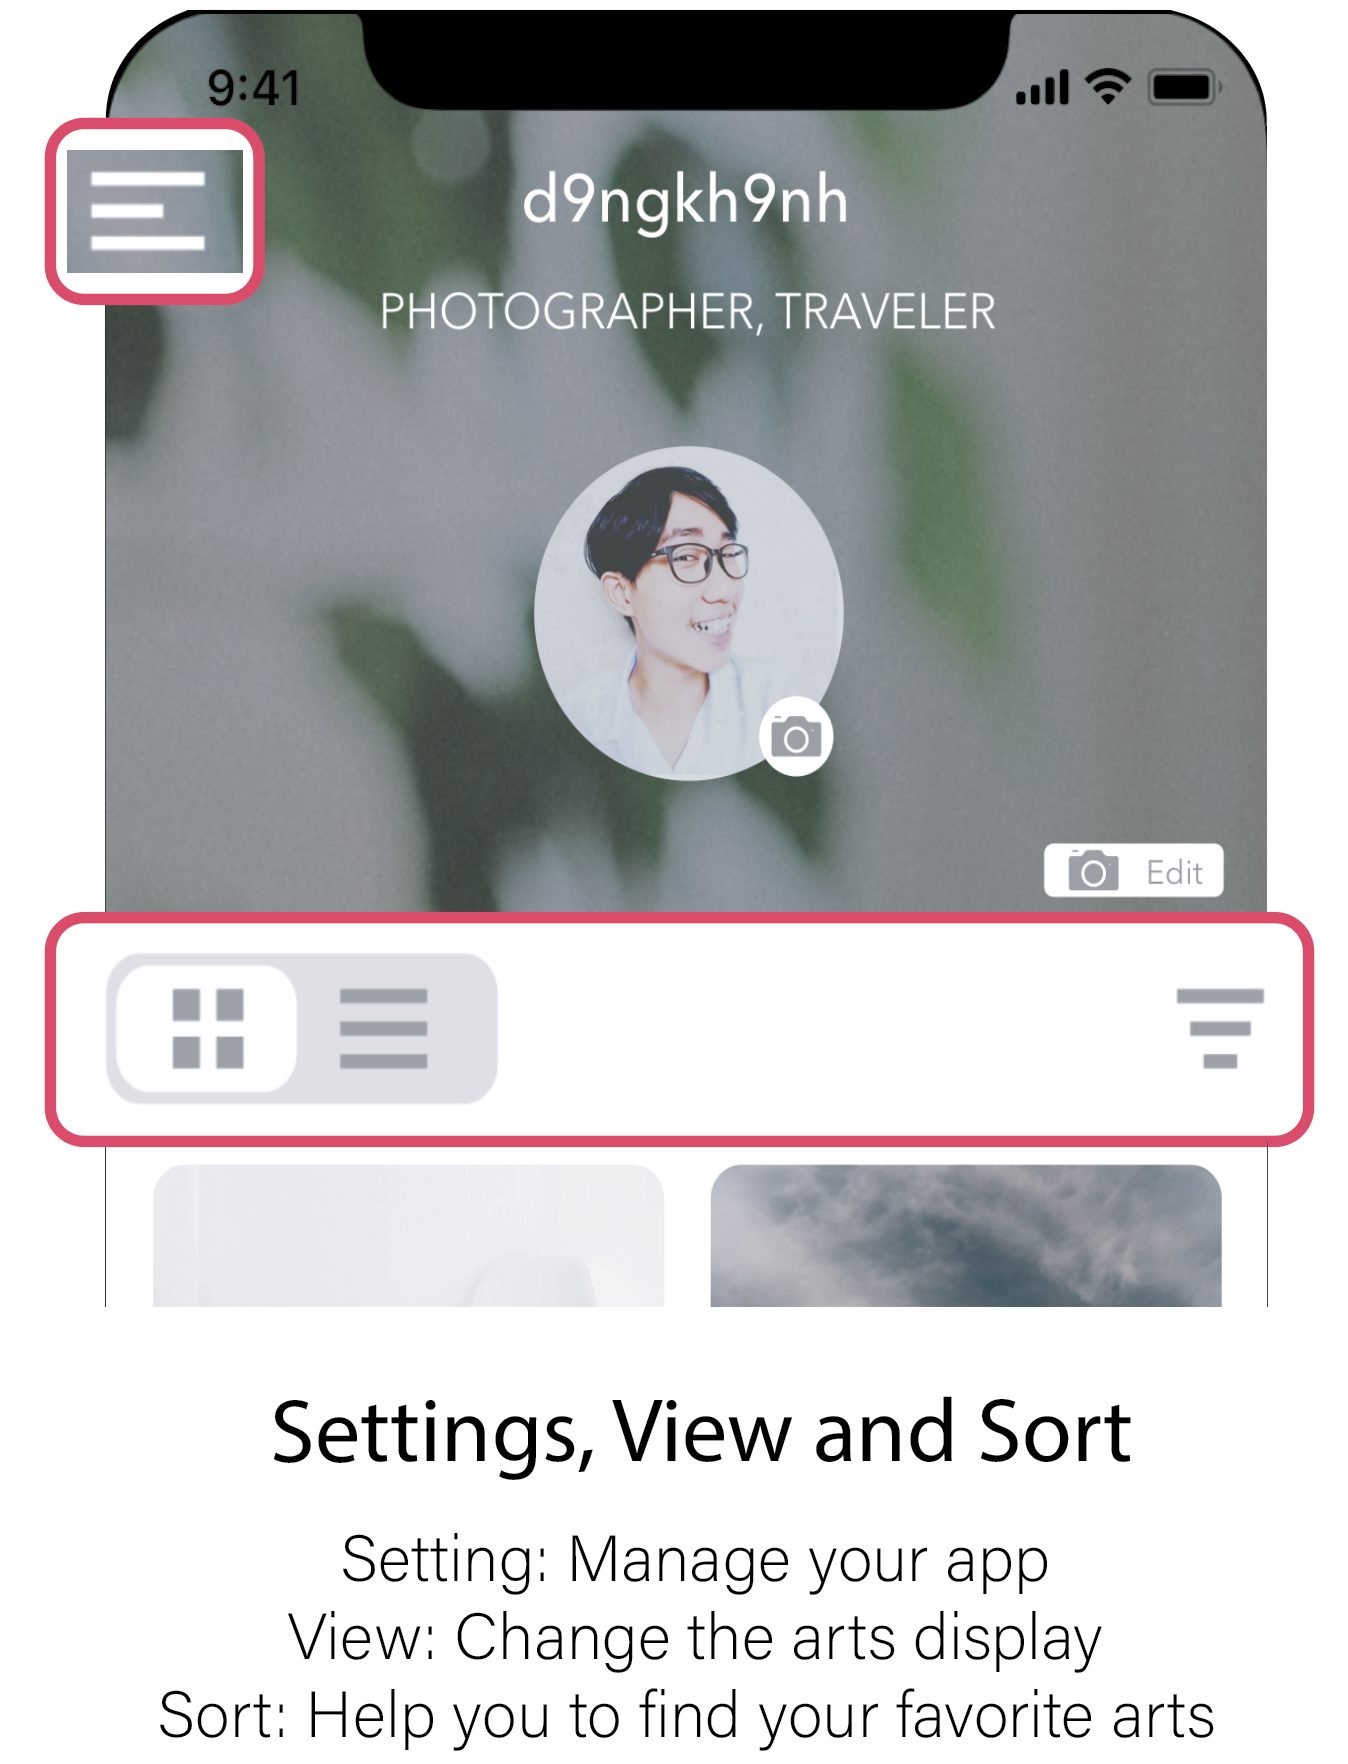 9:41
d9ngkh9nh
PHOTOGRAPHER, TRAVELER
Edit
Settings, View and Sort
Setting: Manage your app
View: Change the arts display
Sort: Help you to find your favorite arts